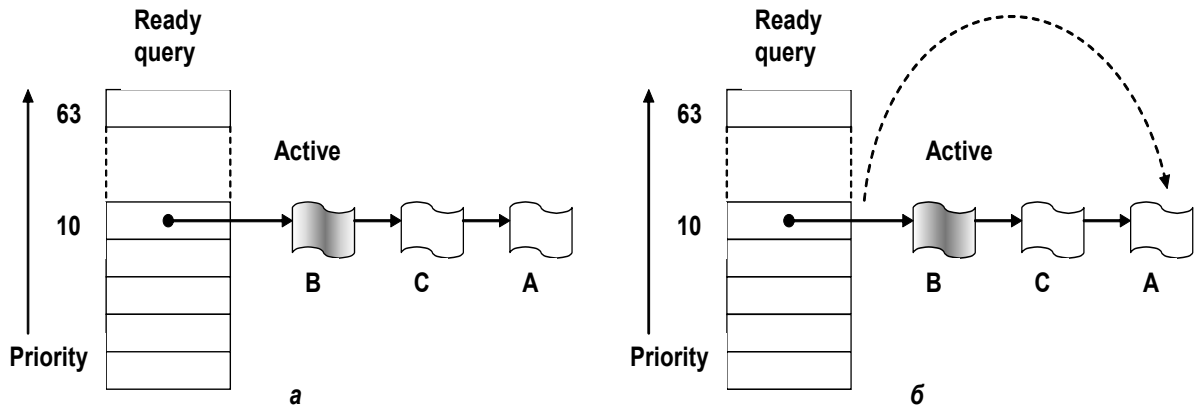 Ready
query
63
Active
10
B C A
Priority
а
Ready
query
63
Active
10
B C A
Priority
б